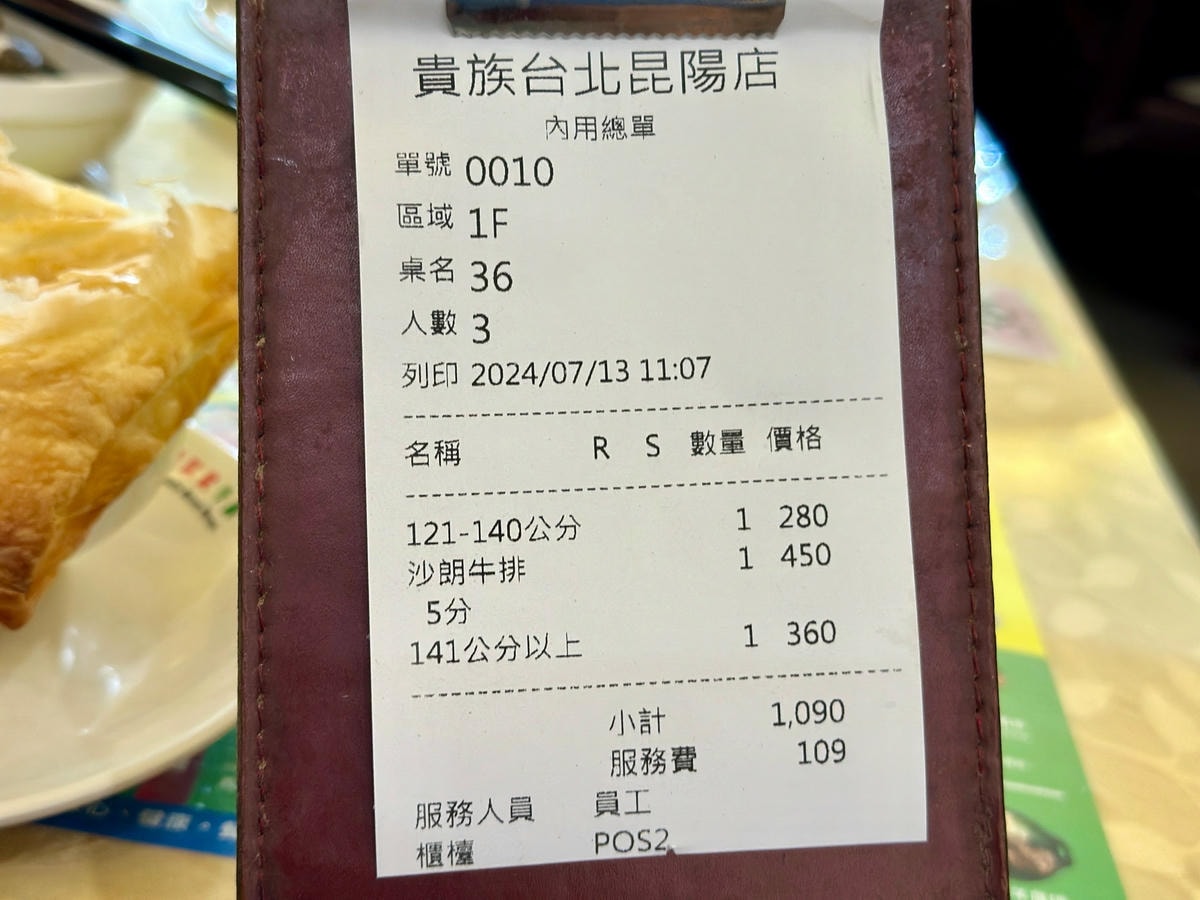 貴族台北昆陽店
內用總單
單號 0010
區域 1F
桌名 36
人數 3
列印 2024/07/13 11:07
名稱 R S 數量 價格
121-140公分 1 280
沙朗牛排 1 450
5分
141公分以上 1 360
小計 1,090
服務費 109
服務人員 員工
櫃檯 POS2